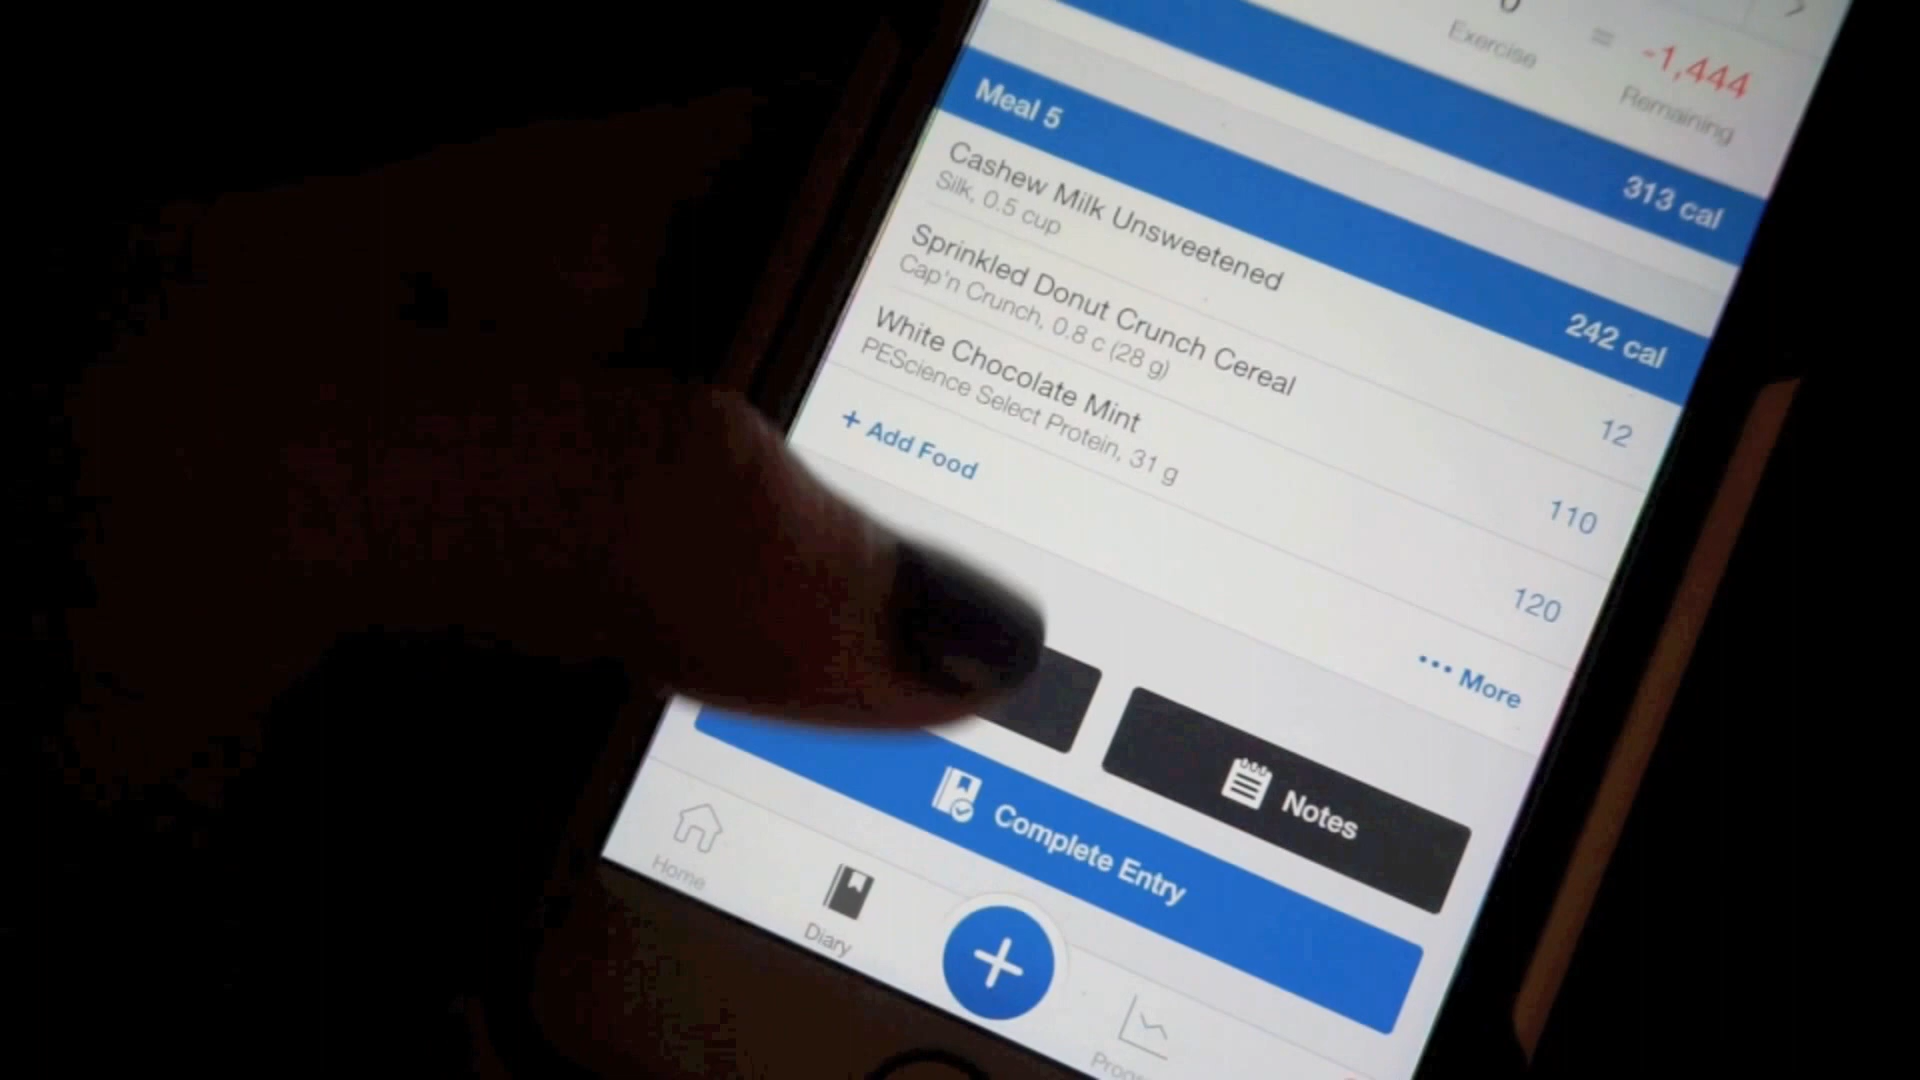 0
Exercise
=
-1,444
Remaining
313 cal
Meal 5
242 cal
Cashew Milk Unsweetened
Silk, 0.5 cup
12
Sprinkled Donut Crunch Cereal
Cap'n Crunch, 0.8 c (28 g)
110
White Chocolate Mint
PEScience Select Protein, 31 g
120
+ Add Food
••• More
Notes
Complete Entry
Home
Diary
+